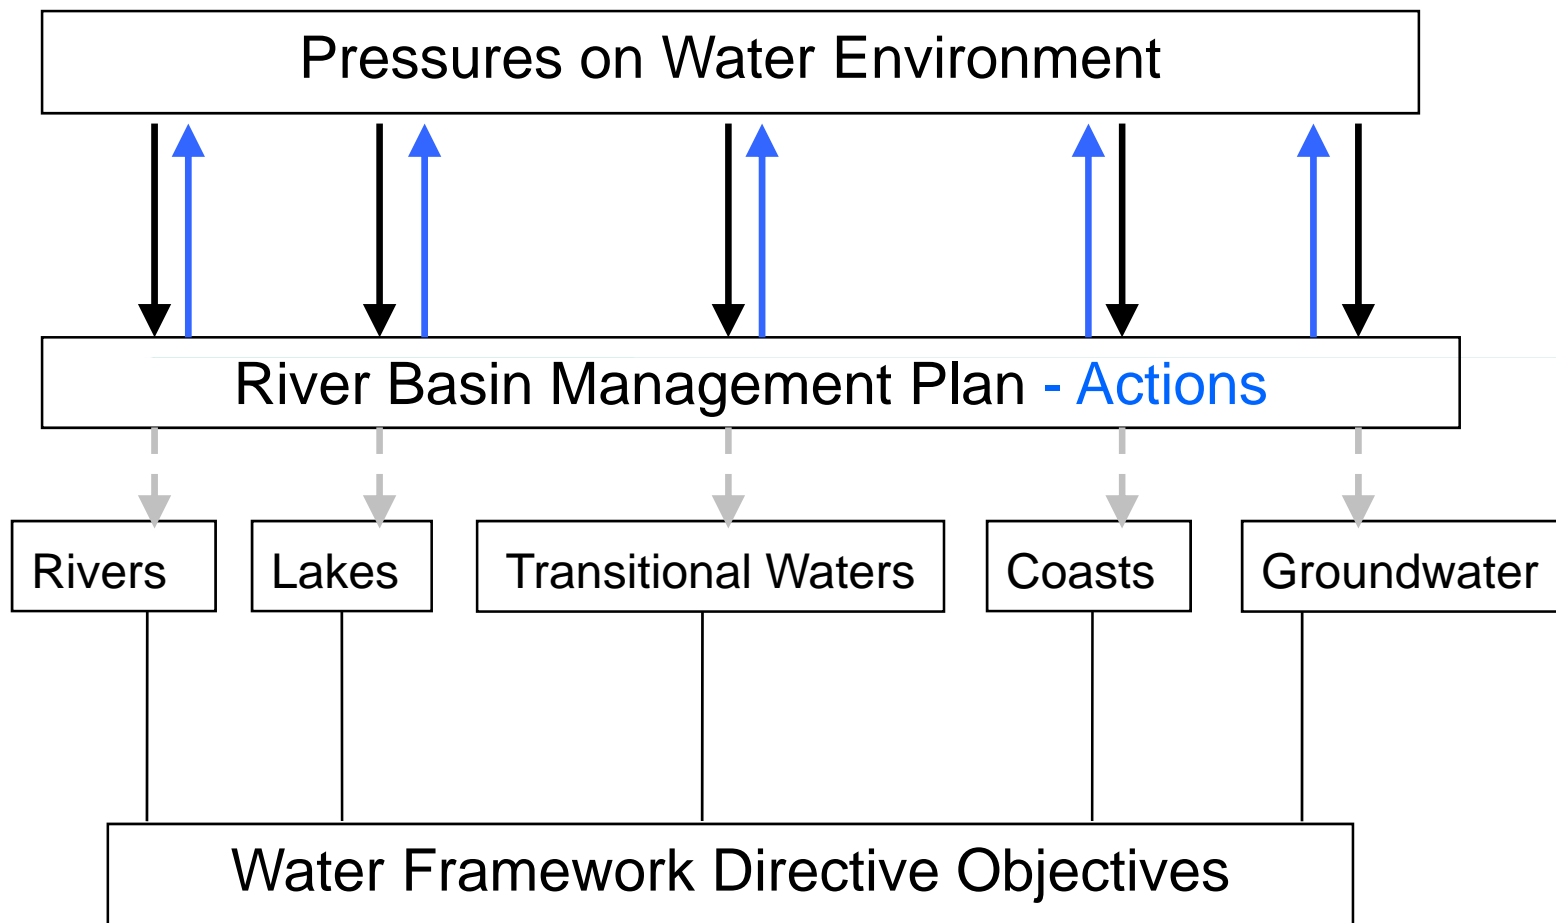 Pressures on Water Environment
River Basin Management Plan - Actions
Rivers
Lakes
Transitional Waters
Coasts
Groundwater
Water Framework Directive Objectives